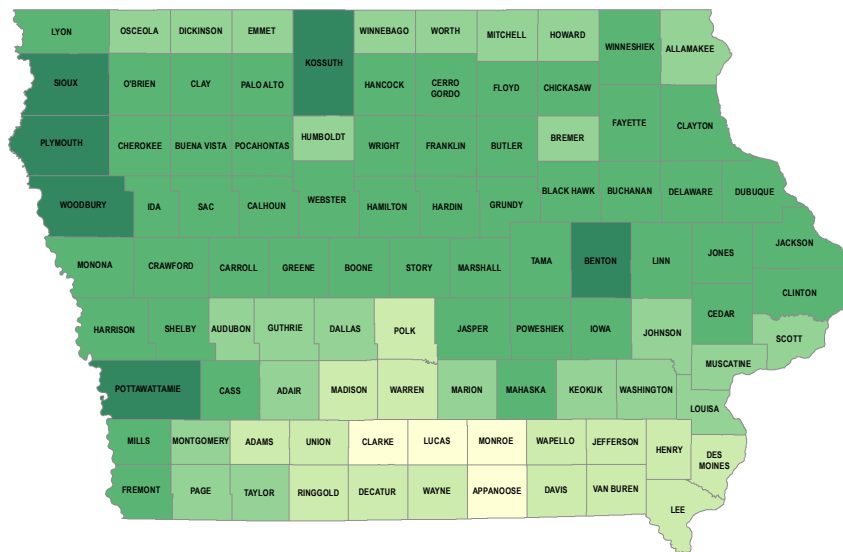 LYON
OSCEOLA
DICKINSON
EMMET
KOSSUTH
WINNEBAGO
WORTH
MITCHELL
HOWARD
WINNESHIEK
ALLAMAKEE
SIOUX
O'BRIEN
CLAY
PALO ALTO
HANCOCK
CERRO
GORDO
FLOYD
CHICKASAW
FAYETTE
CLAYTON
PLYMOUTH
CHEROKEE
BUENA VISTA
POCAHONTAS
HUMBOLDT
WRIGHT
FRANKLIN
BUTLER
BREMER
WOODBURY
IDA
SAC
CALHOUN
WEBSTER
HAMILTON
HARDIN
GRUNDY
BLACK HAWK
BUCHANAN
DELAWARE
DUBUQUE
MONONA
CRAWFORD
CARROLL
GREENE
BOONE
STORY
MARSHALL
TAMA
BENTON
LINN
JONES
JACKSON
CLINTON
HARRISON
SHELBY
AUDUBON
GUTHRIE
DALLAS
POLK
JASPER
POWESHIEK
IOWA
JOHNSON
CEDAR
SCOTT
MUSCATINE
POTTAWATTAMIE
CASS
ADAIR
MADISON
WARREN
MARION
MAHASKA
KEOKUK
WASHINGTON
LOUISA
MILLS
MONTGOMERY
ADAMS
UNION
CLARKE
LUCAS
MONROE
WAPELLO
JEFFERSON
HENRY
DES
MOINES
FREMONT
PAGE
TAYLOR
RINGGOLD
DECATUR
WAYNE
APPANOOSE
DAVIS
VAN BUREN
LEE